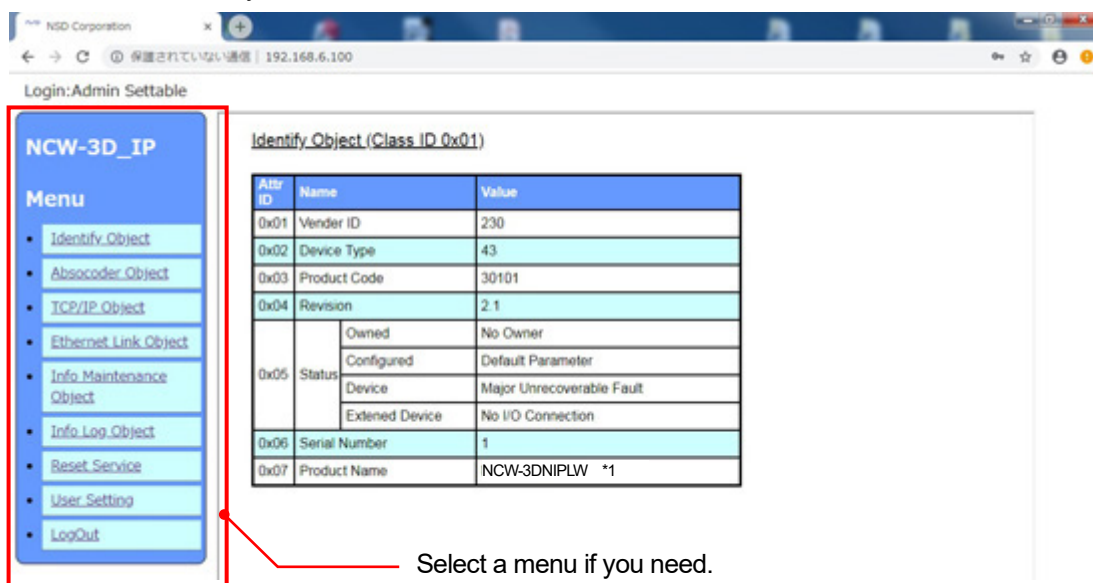 NSD Corporation
保護されていない通信 | 192.168.6.100
Login:Admin Settable
NCW-3D_IP
Menu
Identify Object
Absocoder Object
TCP/IP Object
Ethernet Link Object
Info Maintenance
Object
Info Log Object
Reset Service
User Setting
LogOut
Identify Object (Class ID 0x01)
Attr ID Name Value
0x01 Vender ID 230
0x02 Device Type 43
0x03 Product Code 30101
0x04 Revision 2.1
0x05 Status Owned No Owner
Configured Default Parameter
Device Major Unrecoverable Fault
Extened Device No I/O Connection
0x06 Serial Number 1
0x07 Product Name NCW-3DNIPLW *1
Select a menu if you need.